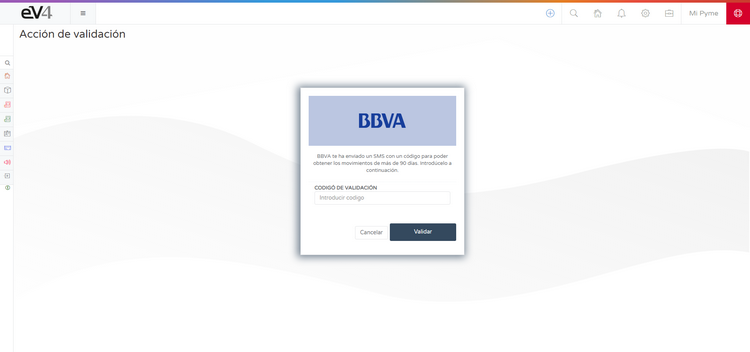 eV4
Mi Pyme
Acción de validación
BBVA
BBVA te ha enviado un SMS con un código para poder
obtener los movimientos de más de 90 días. Introdúcelo a
continuación.
CODIGÓ DE VALIDACIÓN
Introducir código
Cancelar
Validar